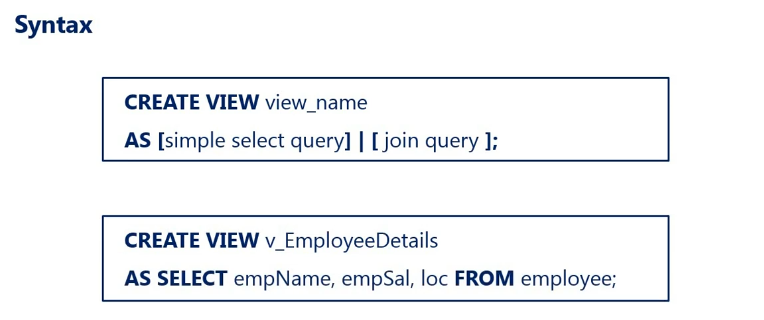 Syntax
CREATE VIEW view_name
AS [simple select query] | [ join query ];
CREATE VIEW v_EmployeeDetails
AS SELECT empName, empSal, loc FROM employee;